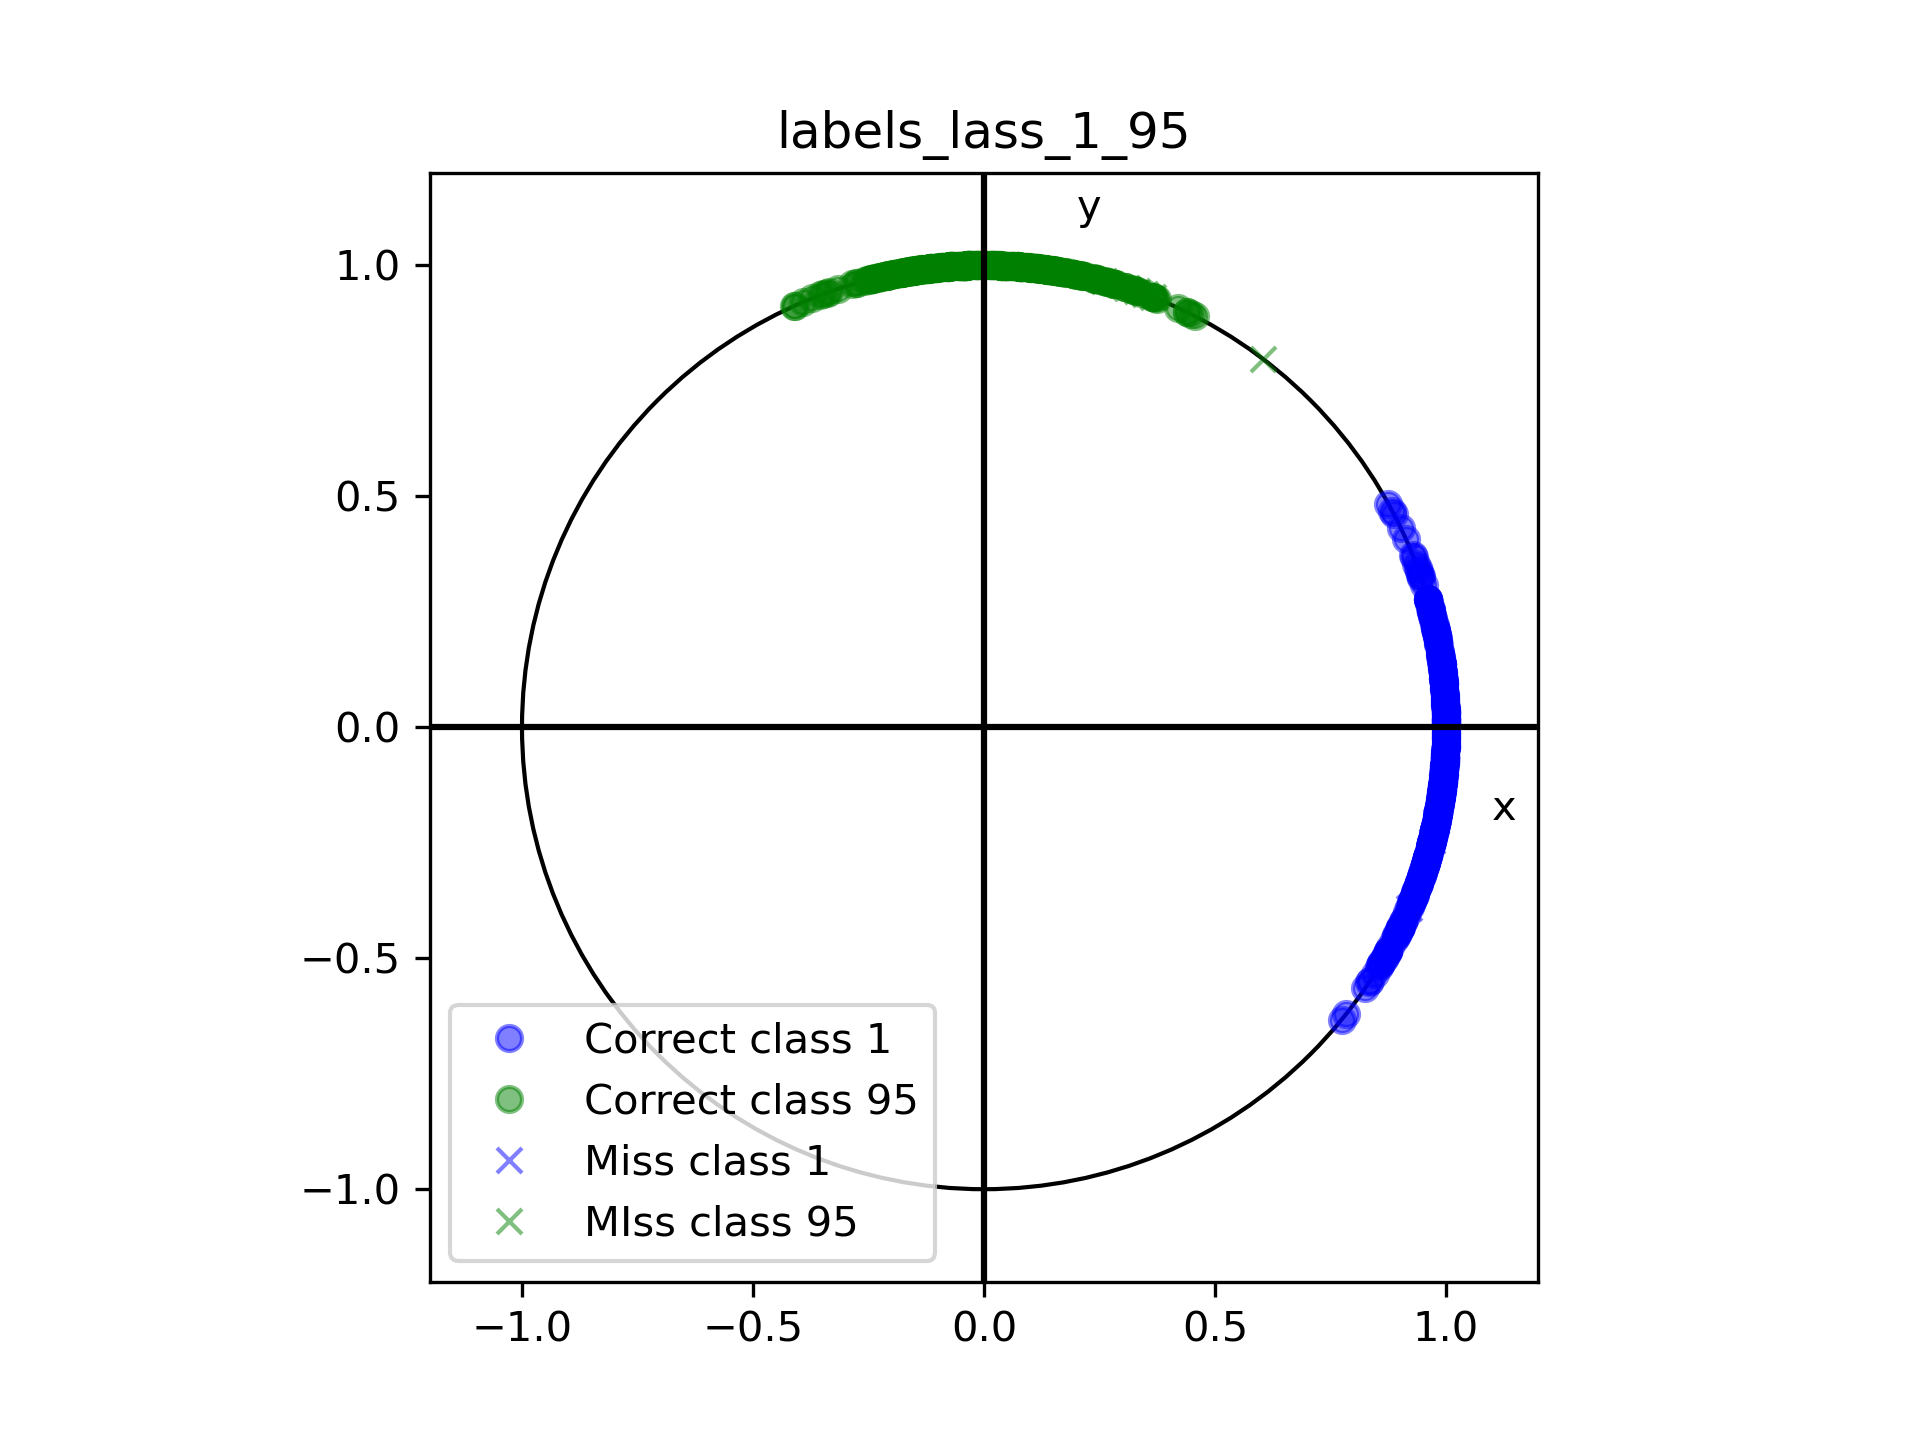 labels_lass_1_95
y
1.0
0.5
0.0
x
−0.5
−1.0
Correct class 1
Correct class 95
Miss class 1
MIss class 95
−1.0 −0.5 0.0 0.5 1.0